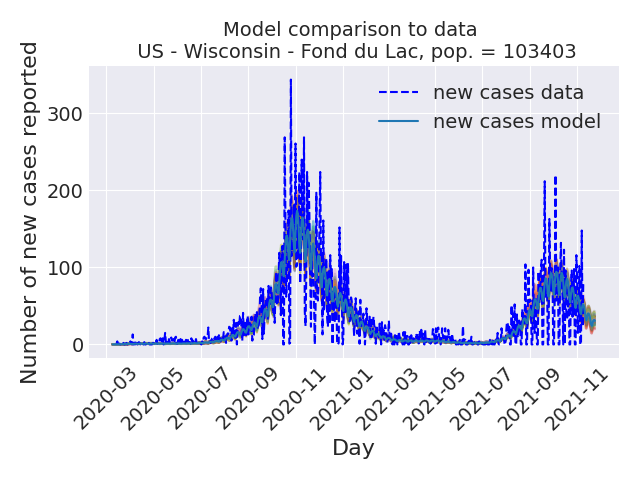 Model comparison to data
US - Wisconsin - Fond du Lac, pop. = 103403
Number of new cases reported
300
200
100
0
new cases data
new cases model
2020-03
2020-05
2020-07
2020-09
2020-11
2021-01
2021-03
2021-05
2021-07
2021-09
2021-11
Day